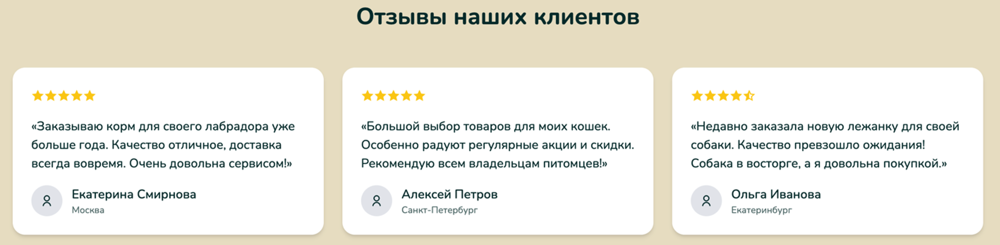 Отзывы наших клиентов
«Заказываю корм для своего лабрадора уже
больше года. Качество отличное, доставка
всегда вовремя. Очень довольна сервисом!»
Екатерина Смирнова
Москва
«Большой выбор товаров для моих кошек.
Особенно радуют регулярные акции и скидки.
Рекомендую всем владельцам питомцев!»
Алексей Петров
Санкт-Петербург
«Недавно заказала новую лежанку для своей
собаки. Качество превзошло ожидания!
Собака в восторге, а я довольна покупкой.»
Ольга Иванова
Екатеринбург